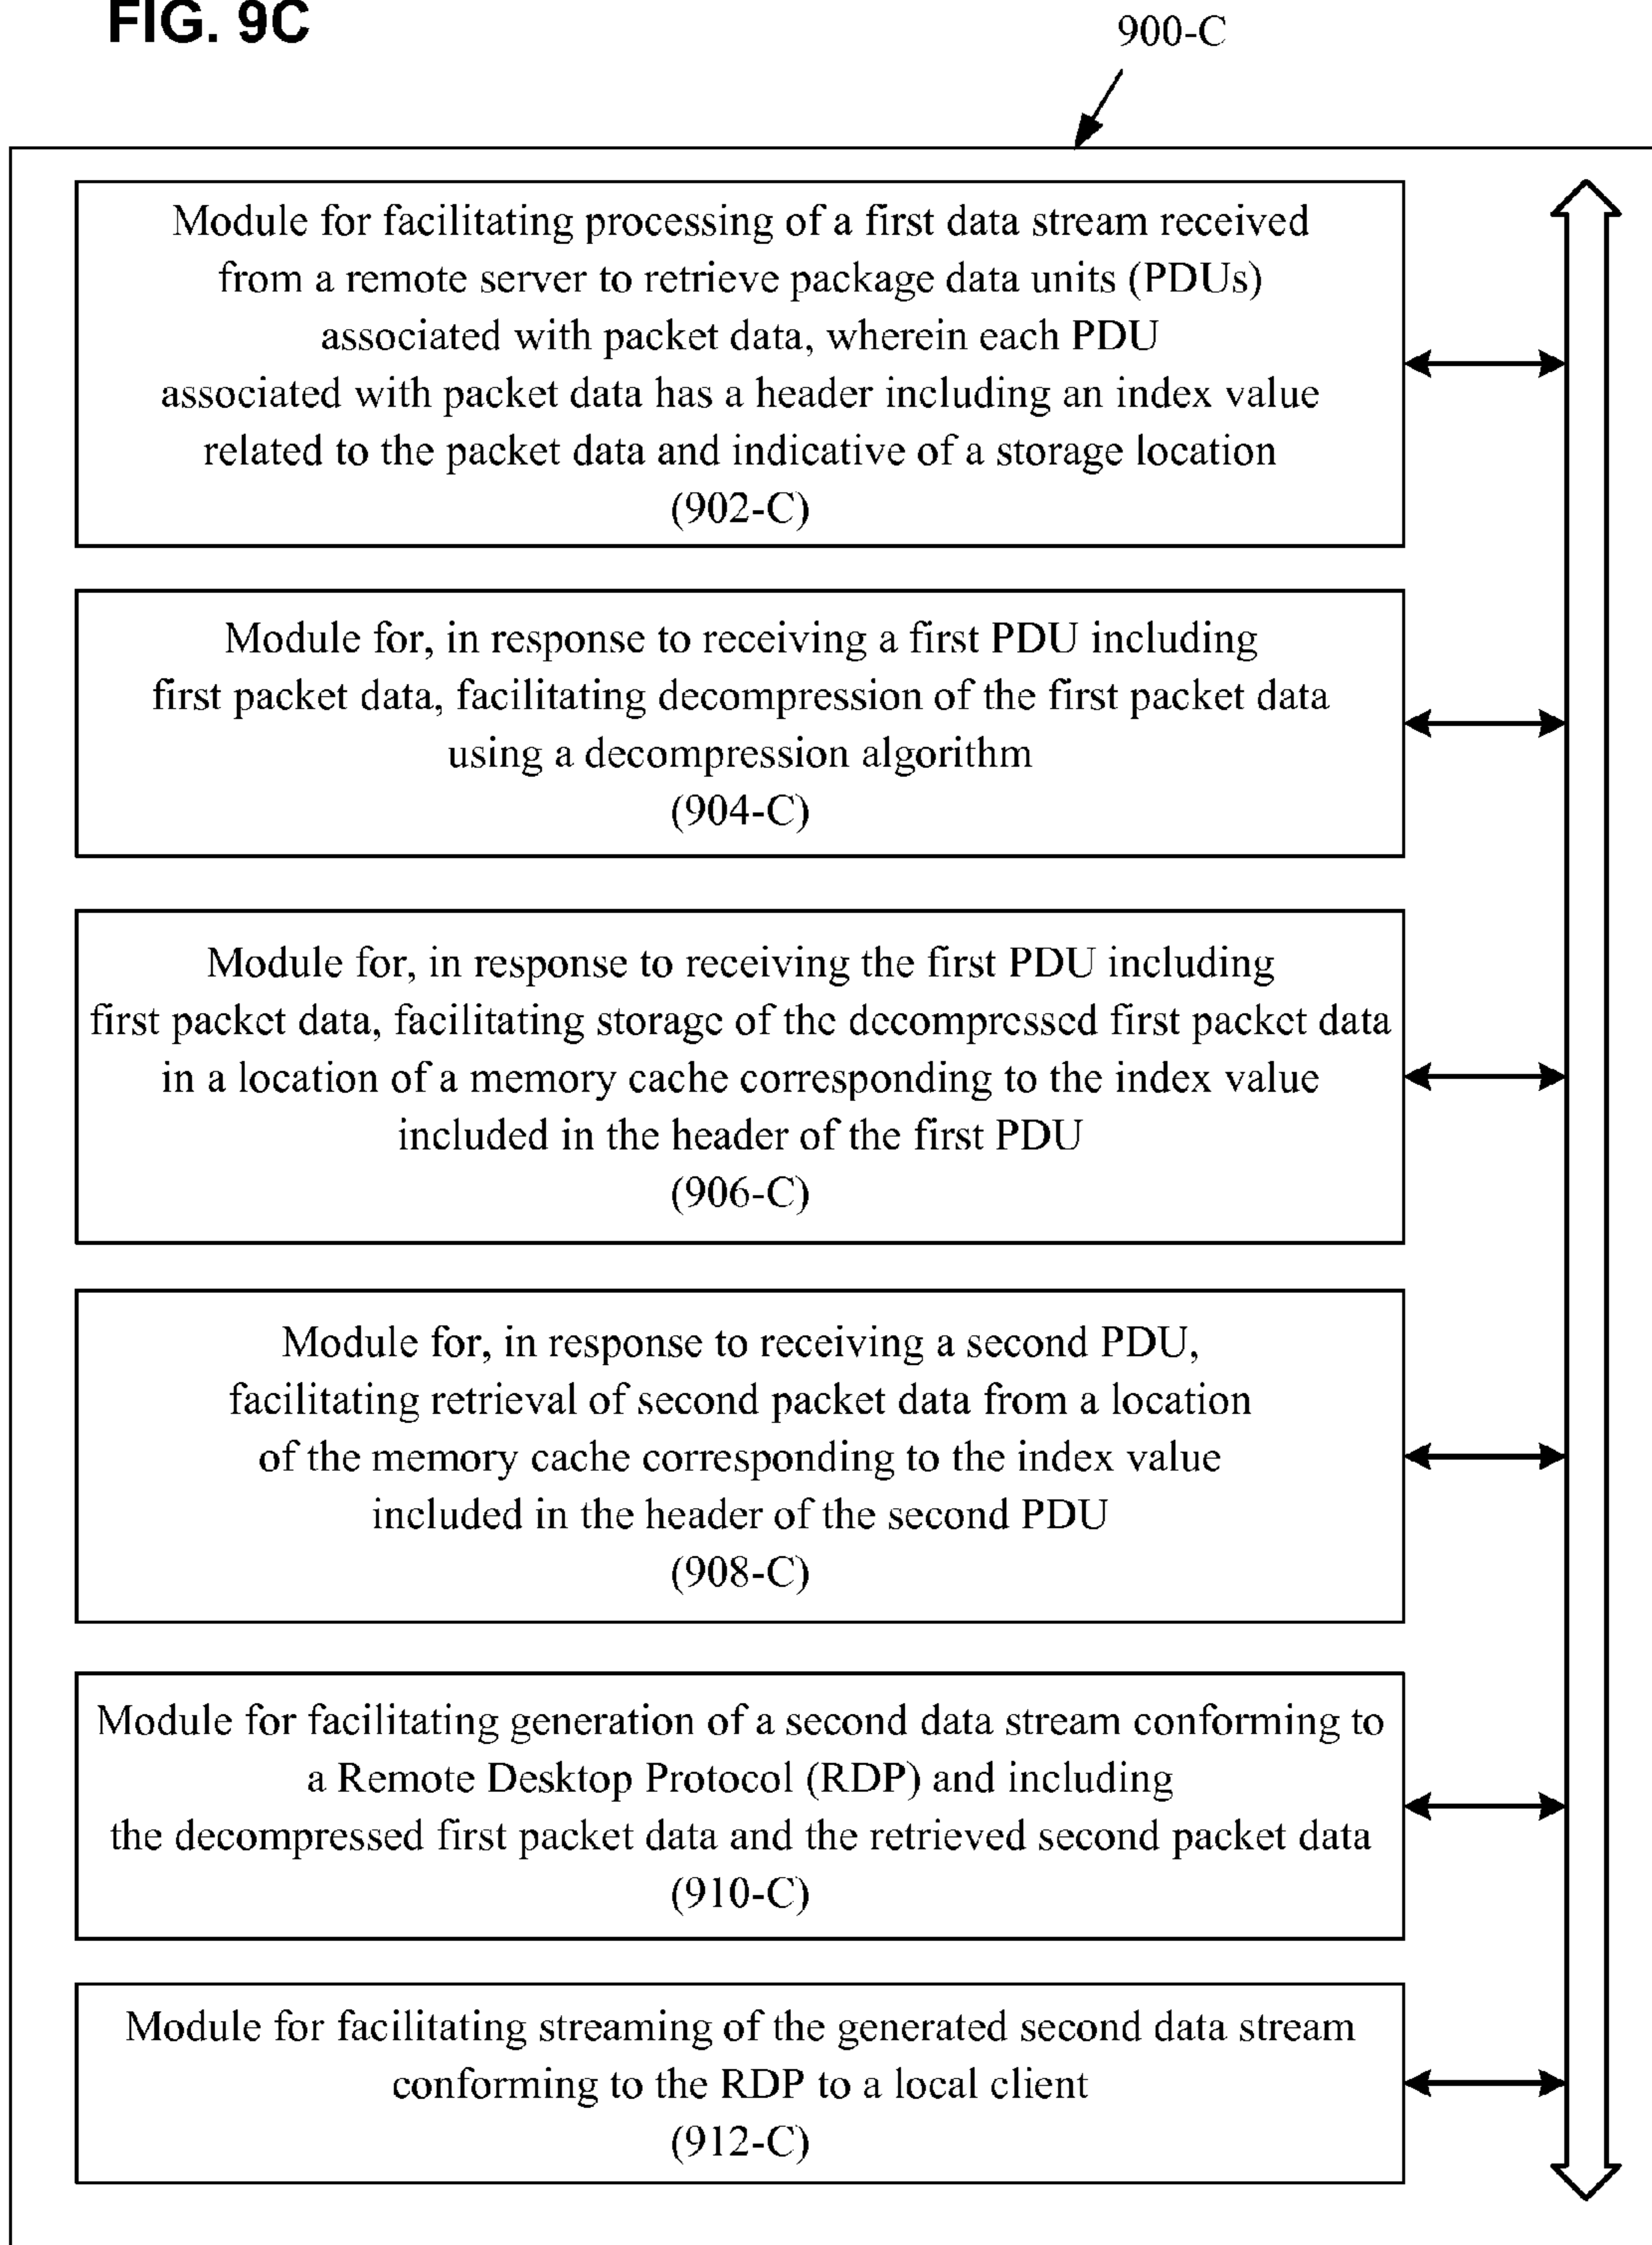 FIG. 9C
900-C
Module for facilitating processing of a first data stream received
from a remote server to retrieve package data units (PDUs)
associated with packet data, wherein each PDU
associated with packet data has a header including an index value
related to the packet data and indicative of a storage location
(902-C)
Module for, in response to receiving a first PDU including
first packet data, facilitating decompression of the first packet data
using a decompression algorithm
(904-C)
Module for, in response to receiving the first PDU including
first packet data, facilitating storage of the decompressed first packet data
in a location of a memory cache corresponding to the index value
included in the header of the first PDU
(906-C)
Module for, in response to receiving a second PDU,
facilitating retrieval of second packet data from a location
of the memory cache corresponding to the index value
included in the header of the second PDU
(908-C)
Module for facilitating generation of a second data stream conforming to
a Remote Desktop Protocol (RDP) and including
the decompressed first packet data and the retrieved second packet data
(910-C)
Module for facilitating streaming of the generated second data stream
conforming to the RDP to a local client
(912-C)